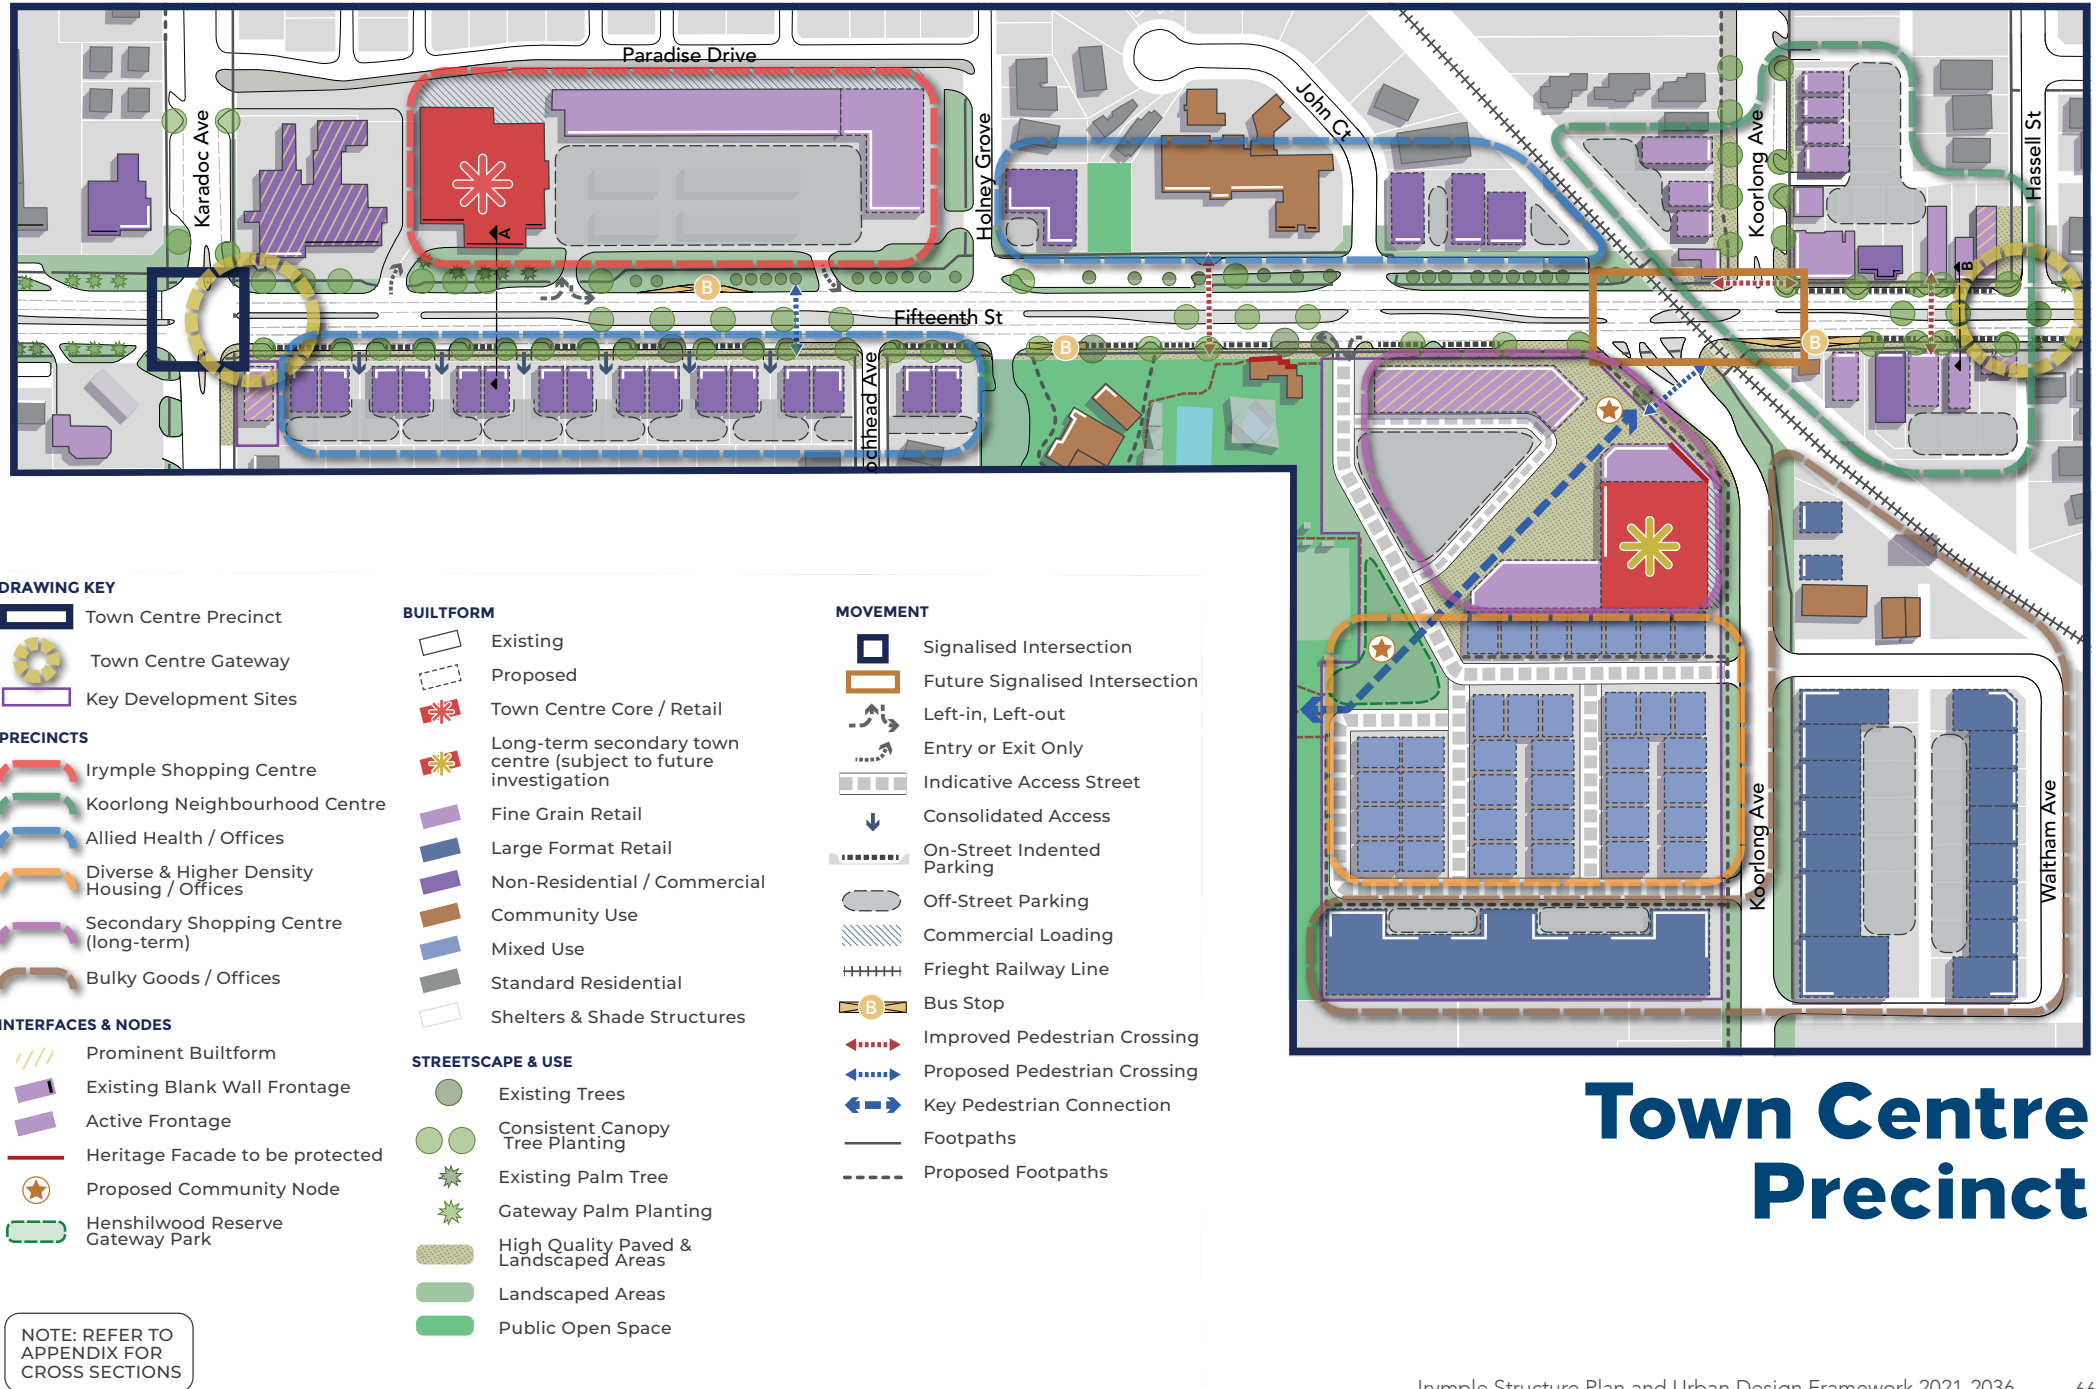 Paradise Drive
Karadoc Ave
Holney Grove
John Ct
Koorlong Ave
Hassell St
A
B
B
Fifteenth St
B
B
ochhead Ave
Koorlong Ave
Waltham Ave
DRAWING KEY
Town Centre Precinct
Town Centre Gateway
Key Development Sites
PRECINCTS
Irymple Shopping Centre
Koorlong Neighbourhood Centre
Allied Health / Offices
Diverse & Higher Density
Housing / Offices
Secondary Shopping Centre
(long-term)
Bulky Goods / Offices
INTERFACES & NODES
Prominent Builtform
Existing Blank Wall Frontage
Active Frontage
Heritage Facade to be protected
Proposed Community Node
Henshilwood Reserve
Gateway Park
NOTE: REFER TO
APPENDIX FOR
CROSS SECTIONS
BUILTFORM
Existing
Proposed
Town Centre Core / Retail
Long-term secondary town
centre (subject to future
investigation
Fine Grain Retail
Large Format Retail
Non-Residential / Commercial
Community Use
Mixed Use
Standard Residential
Shelters & Shade Structures
STREETSCAPE & USE
Existing Trees
Consistent Canopy
Tree Planting
Existing Palm Tree
Gateway Palm Planting
High Quality Paved &
Landscaped Areas
Landscaped Areas
Public Open Space
MOVEMENT
Signalised Intersection
Future Signalised Intersection
Left-in, Left-out
Entry or Exit Only
Indicative Access Street
Consolidated Access
On-Street Indented
Parking
Off-Street Parking
Commercial Loading
Frieght Railway Line
B
Bus Stop
Improved Pedestrian Crossing
Proposed Pedestrian Crossing
Key Pedestrian Connection
Footpaths
Proposed Footpaths
Town Centre
Precinct
Irymple Structure Plan and Urban Design Framework 2021-2036